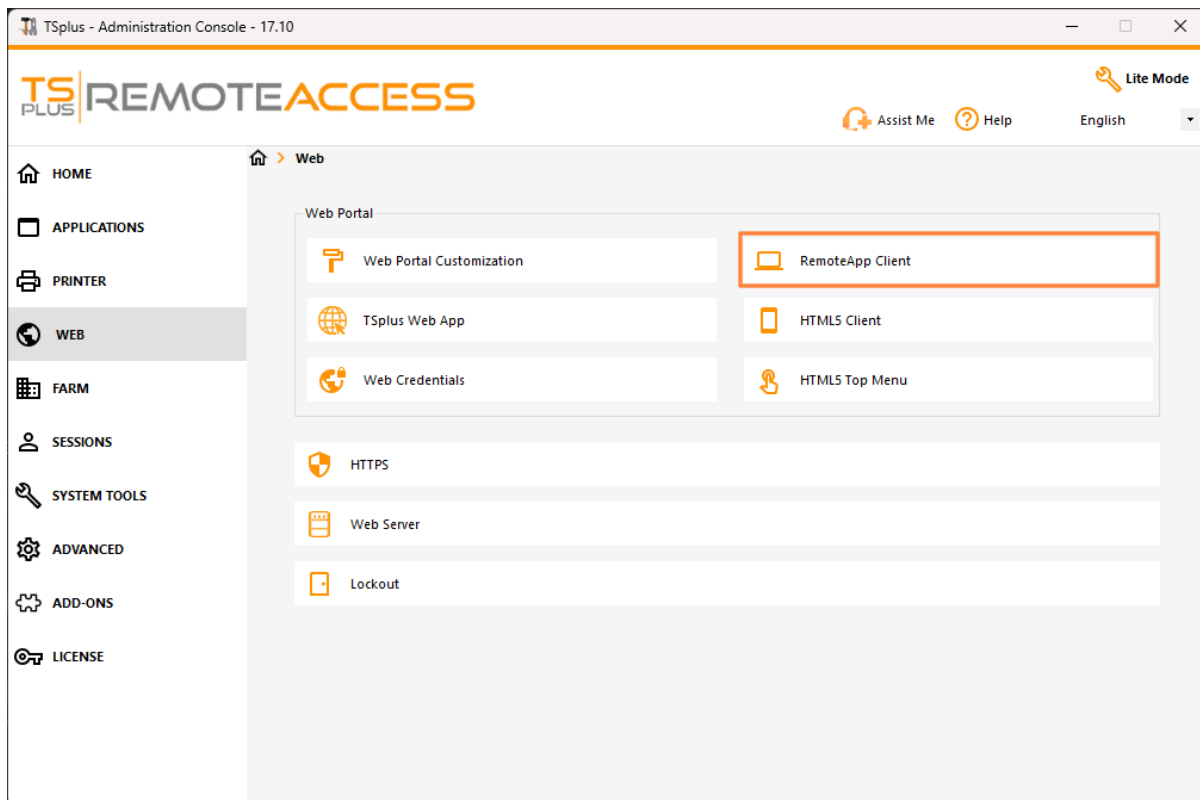 TSplus - Administration Console - 17.10
TS PLUS REMOTEACCESS
Lite Mode
Assist Me
Help
English
HOME
APPLICATIONS
PRINTER
WEB
FARM
SESSIONS
SYSTEM TOOLS
ADVANCED
ADD-ONS
LICENSE
> Web
Web Portal
Web Portal Customization
RemoteApp Client
TSplus Web App
HTML5 Client
Web Credentials
HTML5 Top Menu
HTTPS
Web Server
Lockout